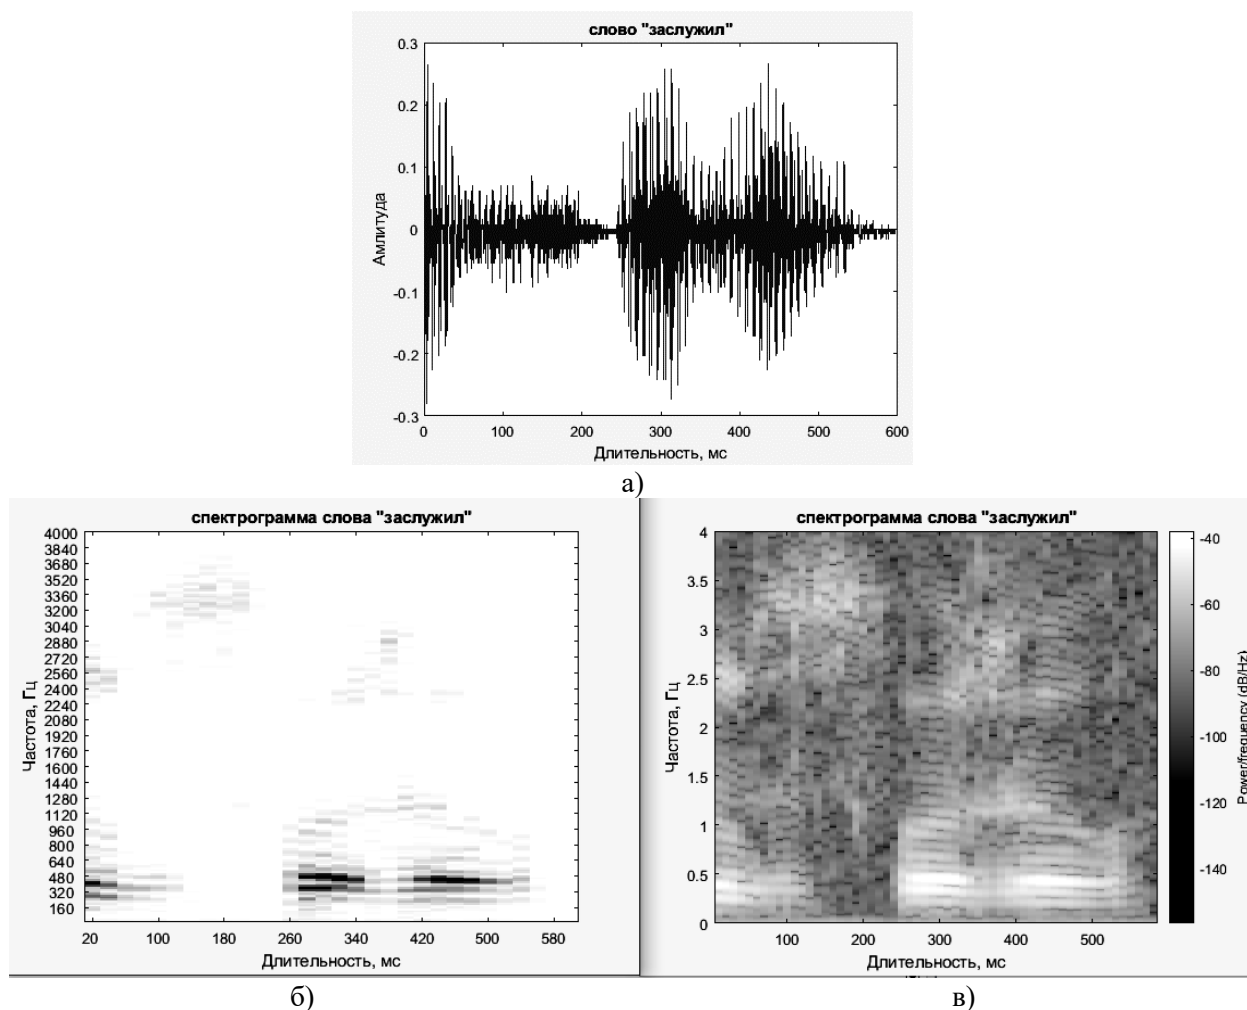 слово "заслужил"
0.3
0.2
0.1
0
-0.1
-0.2
-0.3
Амлитуда
0 100 200 300 400 500 600
Длительность, мс
а)
спектрограмма слова "заслужил"
4000
3840
3680
3520
3360
3200
3040
2880
2720
2560
2400
2240
2080
1920
1760
1600
1440
1280
1120
960
800
640
480
320
160
Частота, Гц
20 100 180 260 340 420 500 580
Длительность, мс
б)
спектрограмма слова "заслужил"
4
3.5
3
2.5
2
1.5
1
0.5
0
Частота, Гц
100 200 300 400 500
Длительность, мс
-40
-60
-80
-100
-120
-140
Power/frequency (dB/Hz)
в)